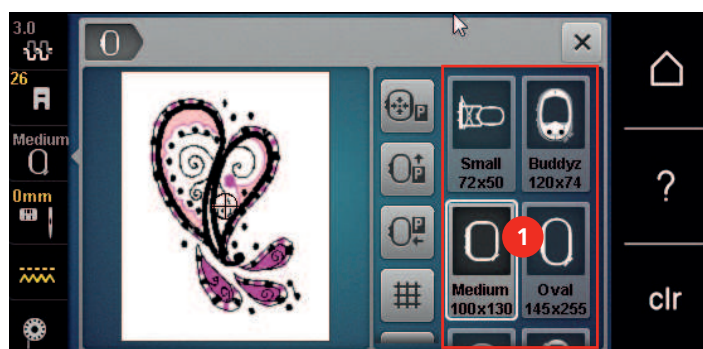 3.0
26
Medium
0mm
P
P
P
Small
72x50
Buddyz
120x74
Medium
100x130
1
Oval
145x255
?
clr